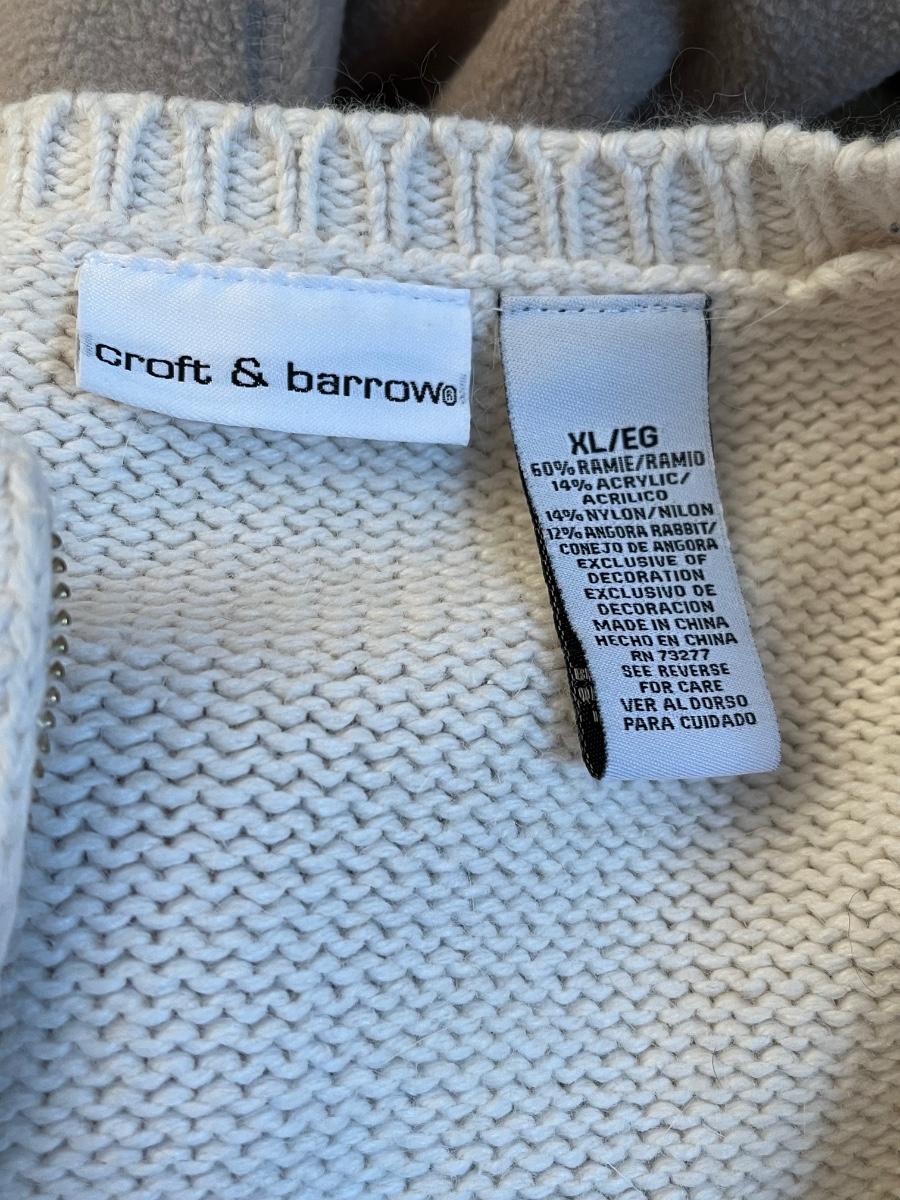 croft & barrow®
XL/EG
60% RAMIE/RAMIO
14% ACRYLIC/
ACRILICO
14% NYLON/NILON
12% ANGORA RABBIT/
CONEJO DE ANGORA
EXCLUSIVE OF
DECORATION
EXCLUSIVO DE
DECORACION
MADE IN CHINA
HECHO EN CHINA
RN 73277
SEE REVERSE
FOR CARE
VER AL DORSO
PARA CUIDADO